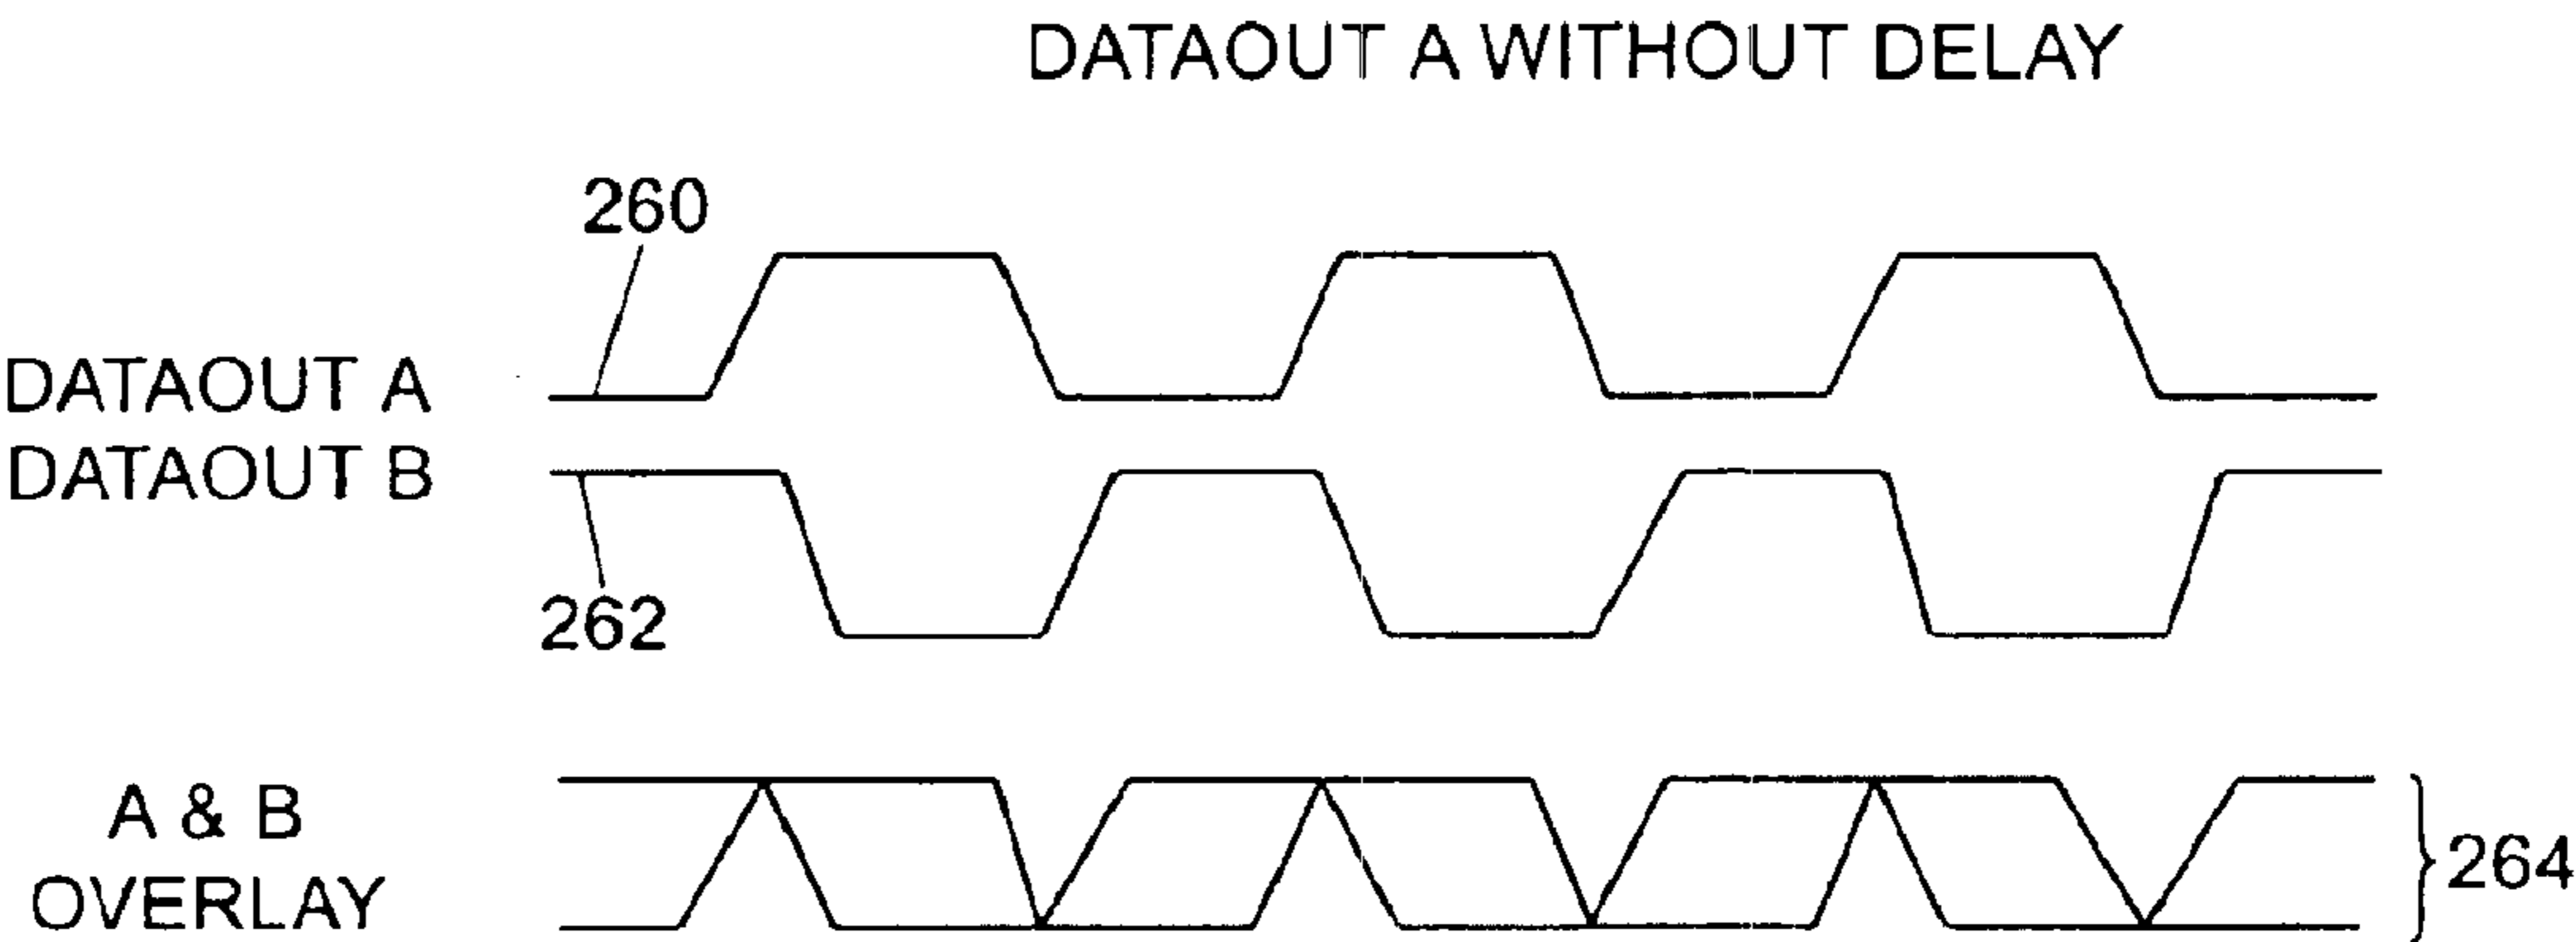 DATAOUT A WITHOUT DELAY
260
DATAOUT A
DATAOUT B
262
A & B
OVERLAY
264